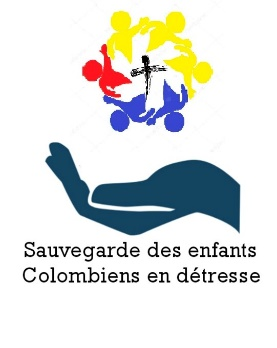 Sauvegarde des enfants
Colombiens en détresse